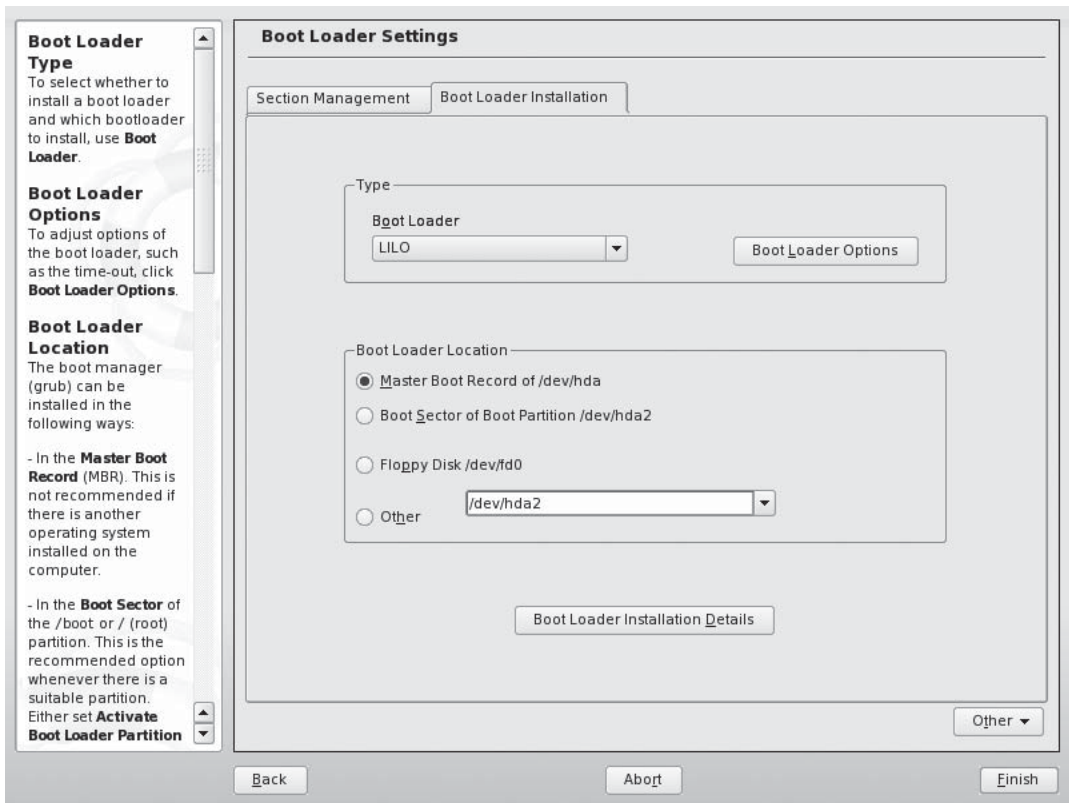 Boot Loader
Type
To select whether to
install a boot loader
and which bootloader
to install, use Boot
Loader.
Boot Loader
Options
To adjust options of
the boot loader, such
as the time-out, click
Boot Loader Options.
Boot Loader
Location
The boot manager
(grub) can be
installed in the
following ways:
- In the Master Boot
Record (MBR). This is
not recommended if
there is another
operating system
installed on the
computer.
- In the Boot Sector of
the /boot or / (root)
partition. This is the
recommended option
whenever there is a
suitable partition.
Either set Activate
Boot Loader Partition
Boot Loader Settings
Section Management
Boot Loader Installation
Type
Boot Loader
LILO
Boot Loader Options
Boot Loader Location
Master Boot Record of /dev/hda
Boot Sector of Boot Partition /dev/hda2
Floppy Disk /dev/fd0
Other
/dev/hda2
Boot Loader Installation Details
Other
Back
Abort
Finish